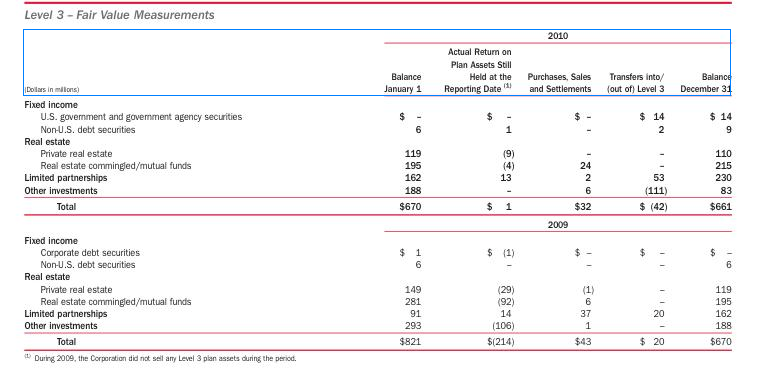 Level 3 – Fair Value Measurements
2010
Actual Return on
Plan Assets Still
Balance Held at the Purchases, Sales Transfers into/ Balance
(Dollars in millions) January 1 Reporting Date (1) and Settlements (out of) Level 3 December 31
Fixed income
U.S. government and government agency securities $ – $ – $ – $ 14 $ 14
Non-U.S. debt securities 6 1 – 2 9
Real estate
Private real estate 119 (9) – – 110
Real estate commingled/mutual funds 195 (4) 24 – 215
Limited partnerships 162 13 2 53 230
Other investments 188 – 6 (111) 83
Total $670 $ 1 $32 $ (42) $661
2009
Fixed income
Corporate debt securities $ 1 $ (1) $ – $ – $ –
Non-U.S. debt securities 6 – – – 6
Real estate
Private real estate 149 (29) (1) – 119
Real estate commingled/mutual funds 281 (92) 6 – 195
Limited partnerships 91 14 37 20 162
Other investments 293 (106) 1 – 188
Total $821 $(214) $43 $ 20 $670
(1) During 2009, the Corporation did not sell any Level 3 plan assets during the period.